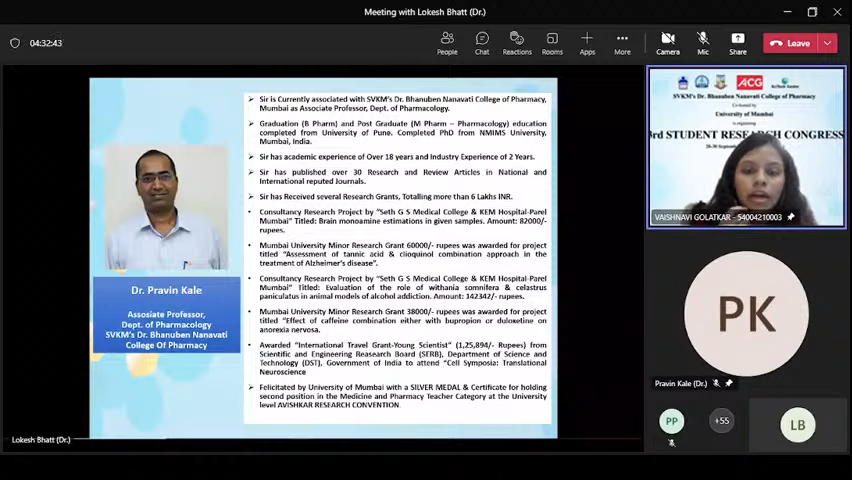 Meeting with Lokesh Bhatt (Dr.)
04:32:43
People
Chat
Reactions
Rooms
Apps
More
Camera
Mic
Share
Leave
➢ Sir is Currently associated with SVKM's Dr. Bhanuben Nanavati College of Pharmacy,
Mumbai as Associate Professor, Dept. of Pharmacology.
➢ Graduation (B Pharm) and Post Graduate (M Pharm – Pharmacology) education
completed from University of Pune. Completed PhD from NMIMS University,
Mumbai, India.
➢ Sir has academic experience of Over 18 years and Industry Experience of 2 Years.
➢ Sir has published over 30 Research and Review Articles in National and
International reputed Journals.
➢ Sir has Received several Research Grants, Totalling more than 6 Lakhs INR.
• Consultancy Research Project by "Seth G S Medical College & KEM Hospital-Parel
Mumbai" Titled: Brain monoamine estimations in given samples. Amount: 82000/-
rupees.
• Mumbai University Minor Research Grant 60000/- rupees was awarded for project
titled "Assessment of tannic acid & clioquinol combination approach in the
treatment of Alzheimer's disease".
• Consultancy Research Project by "Seth G S Medical College & KEM Hospital-Parel
Mumbai" Titled: Evaluation of the role of withania somnifera & celastrus
paniculatus in animal models of alcohol addiction. Amount: 142342/- rupees.
• Mumbai University Minor Research Grant 38000/- rupees was awarded for project
titled "Effect of caffeine combination either with bupropion or duloxetine on
anorexia nervosa.
• Awarded "International Travel Grant-Young Scientist" (1,25,894/- Rupees) from
Scientific and Engineering Reasearch Board (SERB), Department of Science and
Technology (DST), Government of India to attend "Cell Symposia: Translational
Neuroscience
➢ Felicitated by University of Mumbai with a SILVER MEDAL & Certificate for holding
second position in the Medicine and Pharmacy Teacher Category at the University
level AVISHKAR RESEARCH CONVENTION.
Dr. Pravin Kale
Assosiate Professor,
Dept. of Pharmacology
SVKM's Dr. Bhanuben Nanavati
College Of Pharmacy
Lokesh Bhatt (Dr.)
ACG
SVKM's Dr. Bhanuben Nanavati College of Pharmacy
University of Mumbai
3rd STUDENT RESEARCH CONGRESS
VAISHNAVI GOLATKAR - 54004210003
PK
Pravin Kale (Dr.)
PP
+55
LB